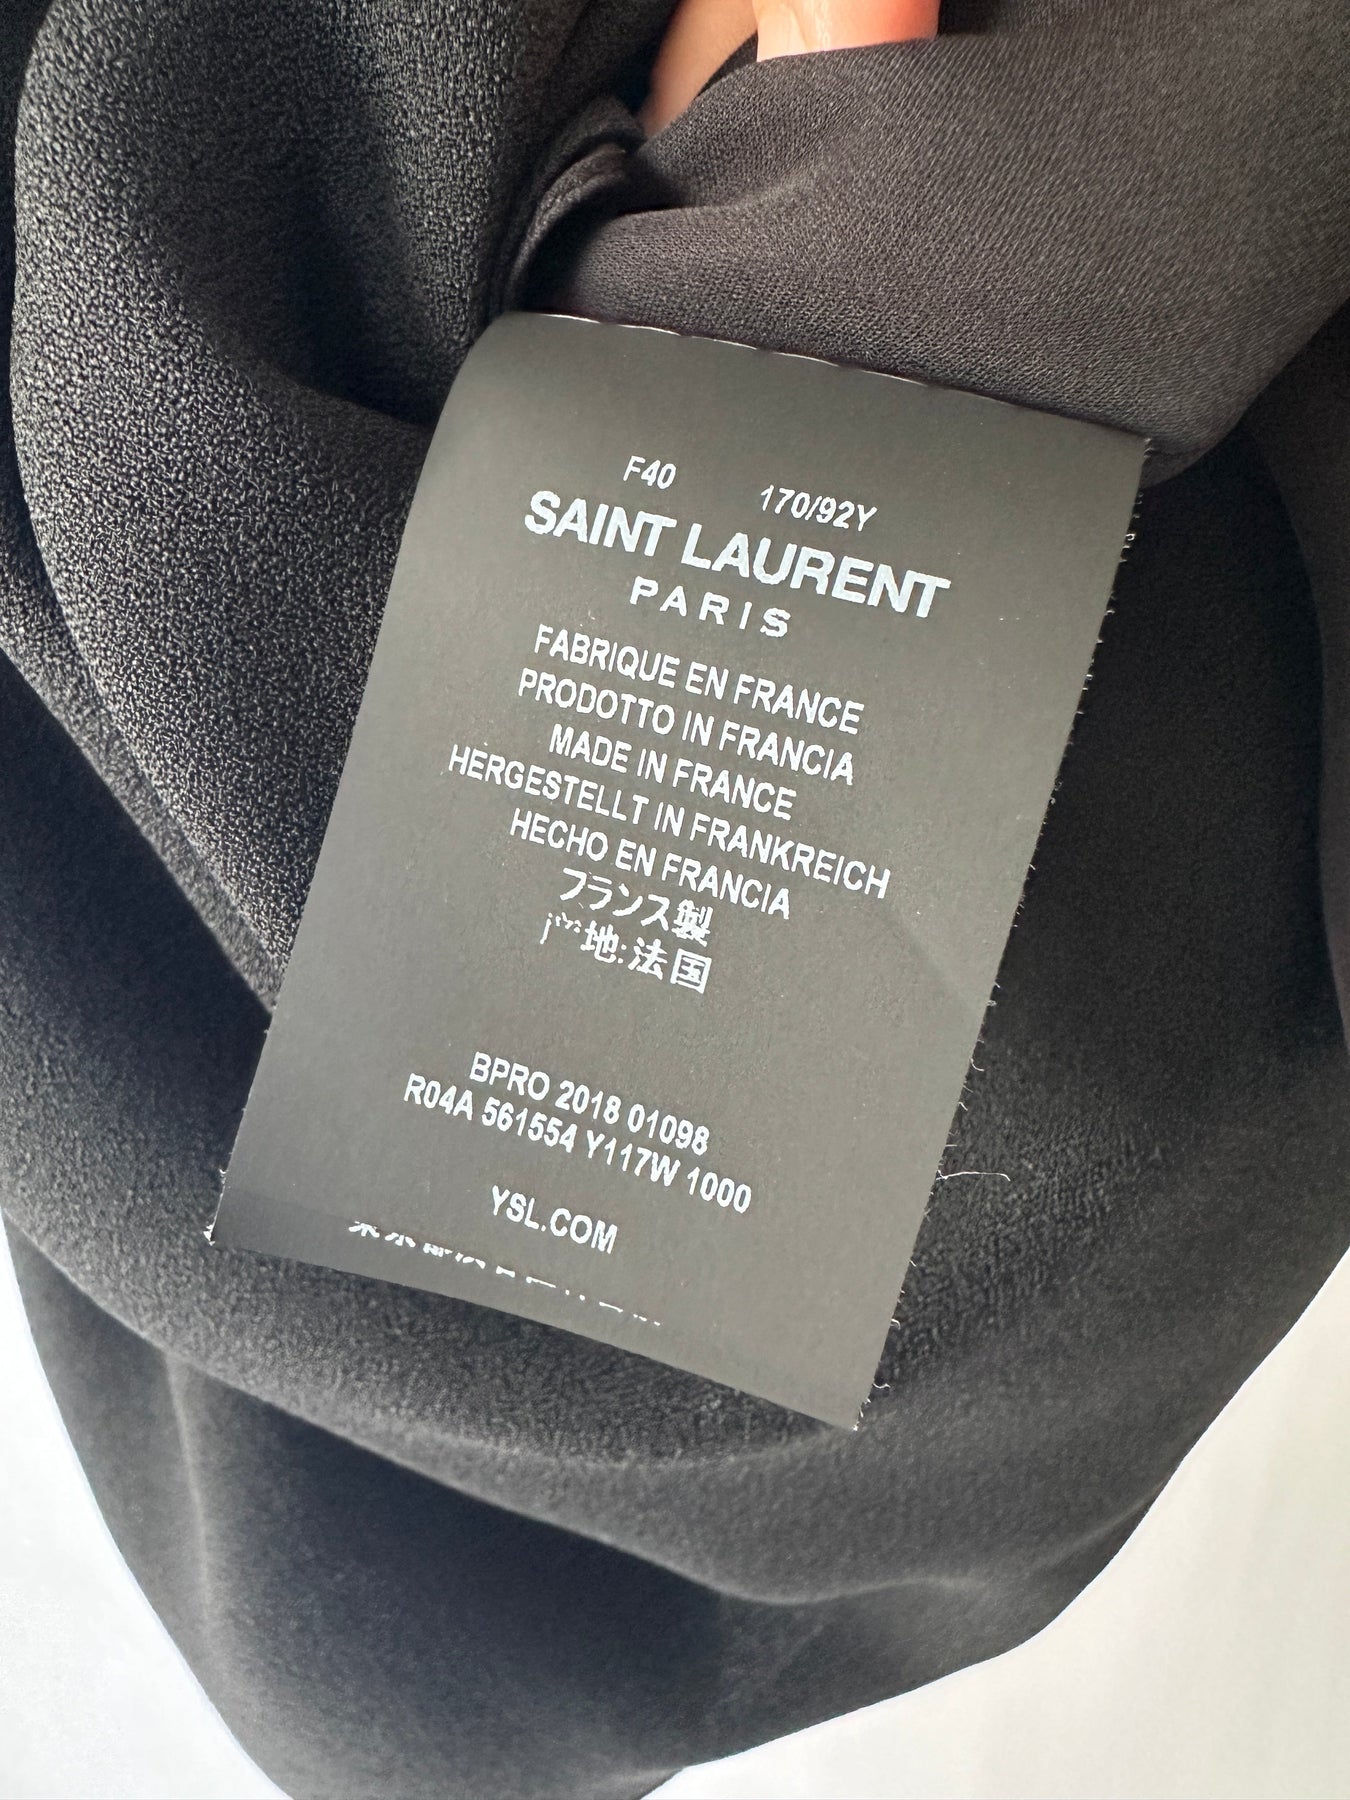 F40 170/92Y
SAINT LAURENT
PARIS
FABRIQUE EN FRANCE
PRODOTTO IN FRANCIA
MADE IN FRANCE
HERGESTELLT IN FRANKREICH
HECHO EN FRANCIA
フランス製
产地:法国
BPRO 2018 01098
R04A 561554 Y117W 1000
YSL.COM